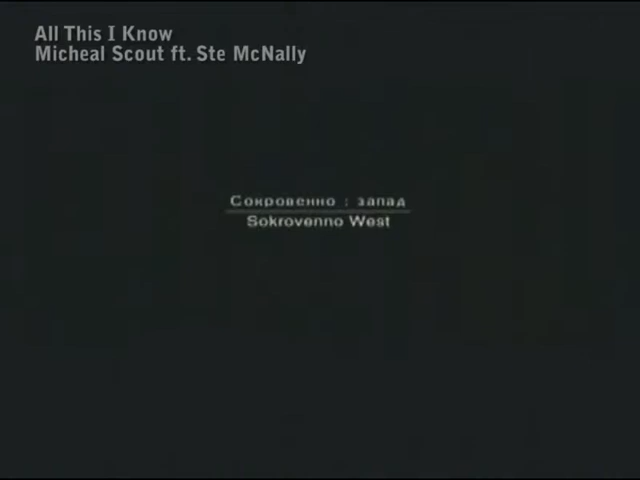 All This I Know
Micheal Scout ft. Ste McNally
Сокровенно : запад
Sokrovenno West